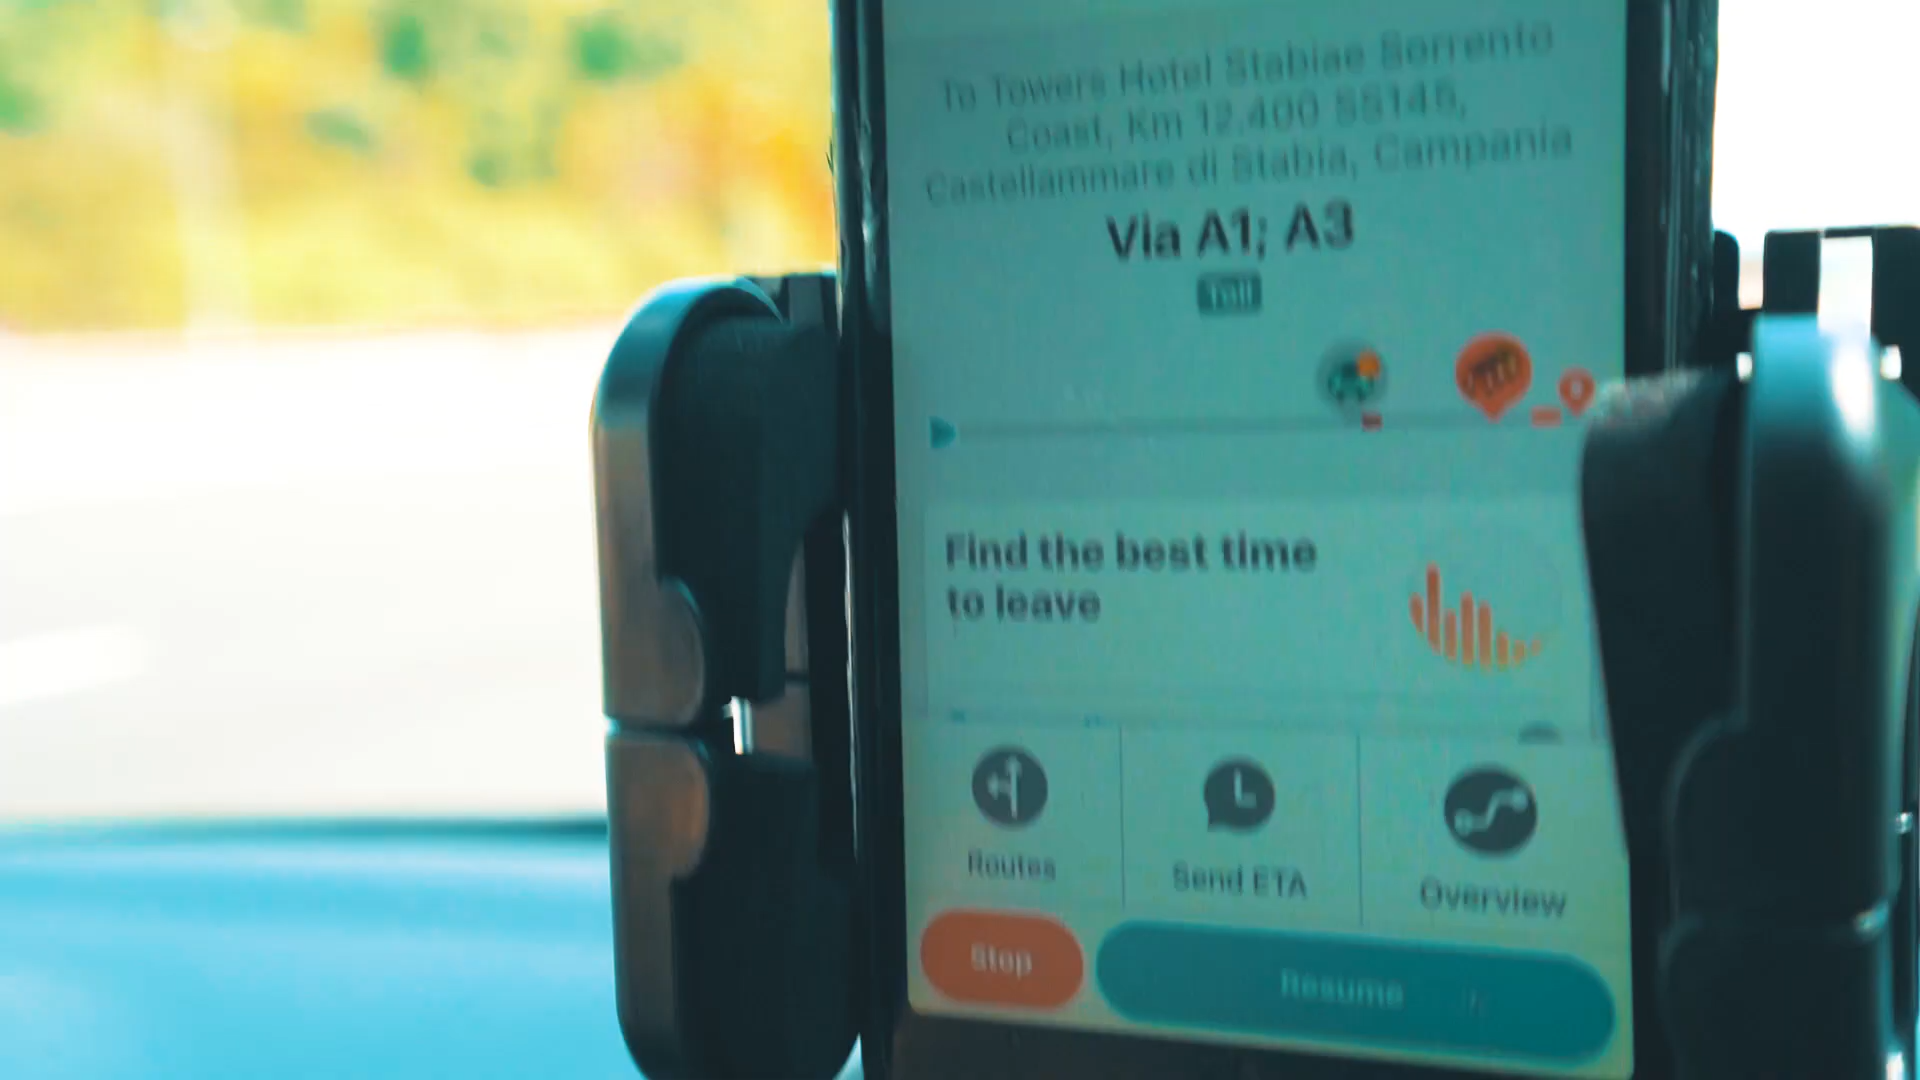 To Towers Hotel Stabiae Sorrento
Coast, Km 12.400 SS145,
Castellammare di Stabia, Campania
Via A1; A3
Toll
Find the best time
to leave
Routes
Send ETA
Overview
Stop
Resume